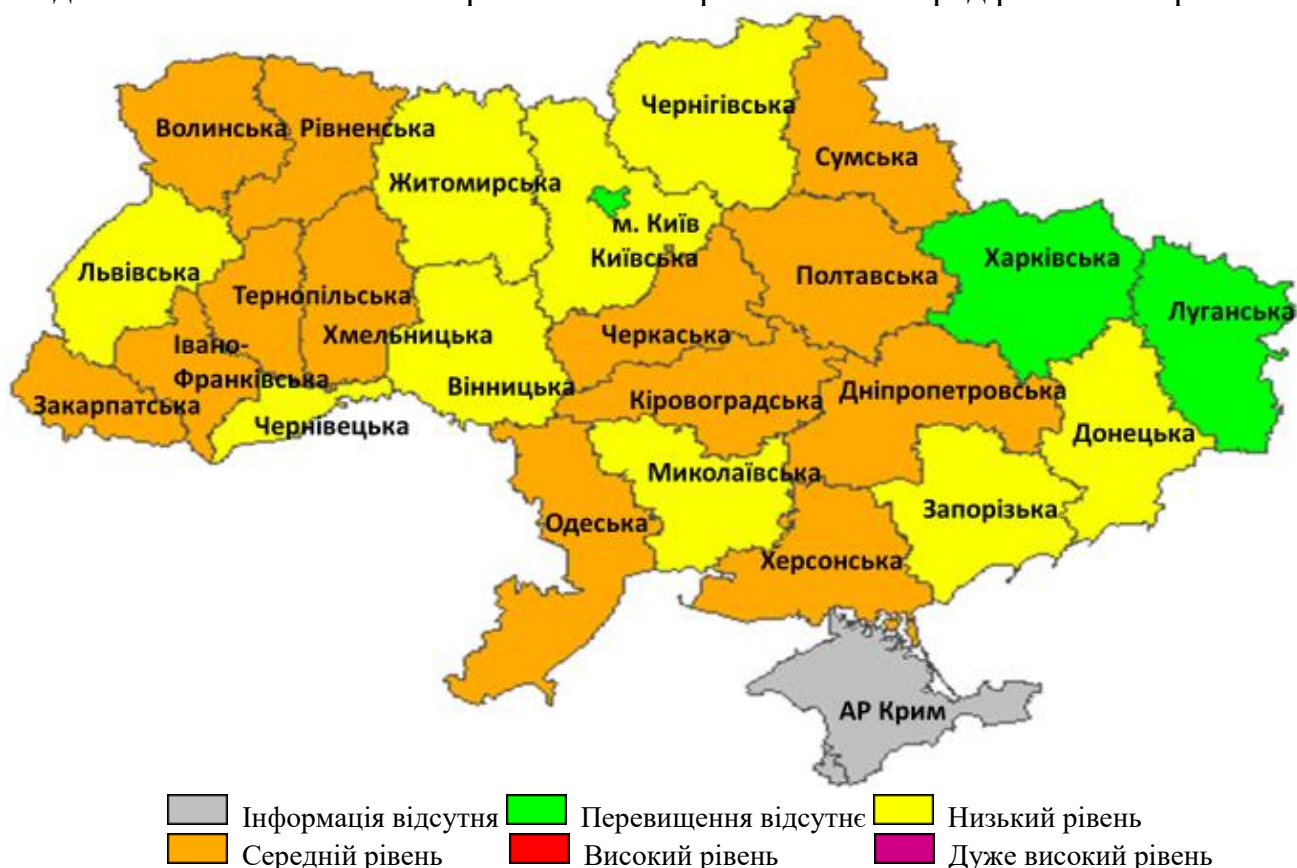 Чернігівська
Волинська
Рівненська
Сумська
Житомирська
м. Київ
Київська
Харківська
Львівська
Полтавська
Луганська
Тернопільська
Хмельницька
Черкаська
Івано-
Франківська
Вінницька
Кіровоградська
Дніпропетровська
Закарпатська
Чернівецька
Донецька
Миколаївська
Запорізька
Одеська
Херсонська
АР Крим
Інформація відсутня Перевищення відсутнє Низький рівень
Середній рівень Високий рівень Дуже високий рівень